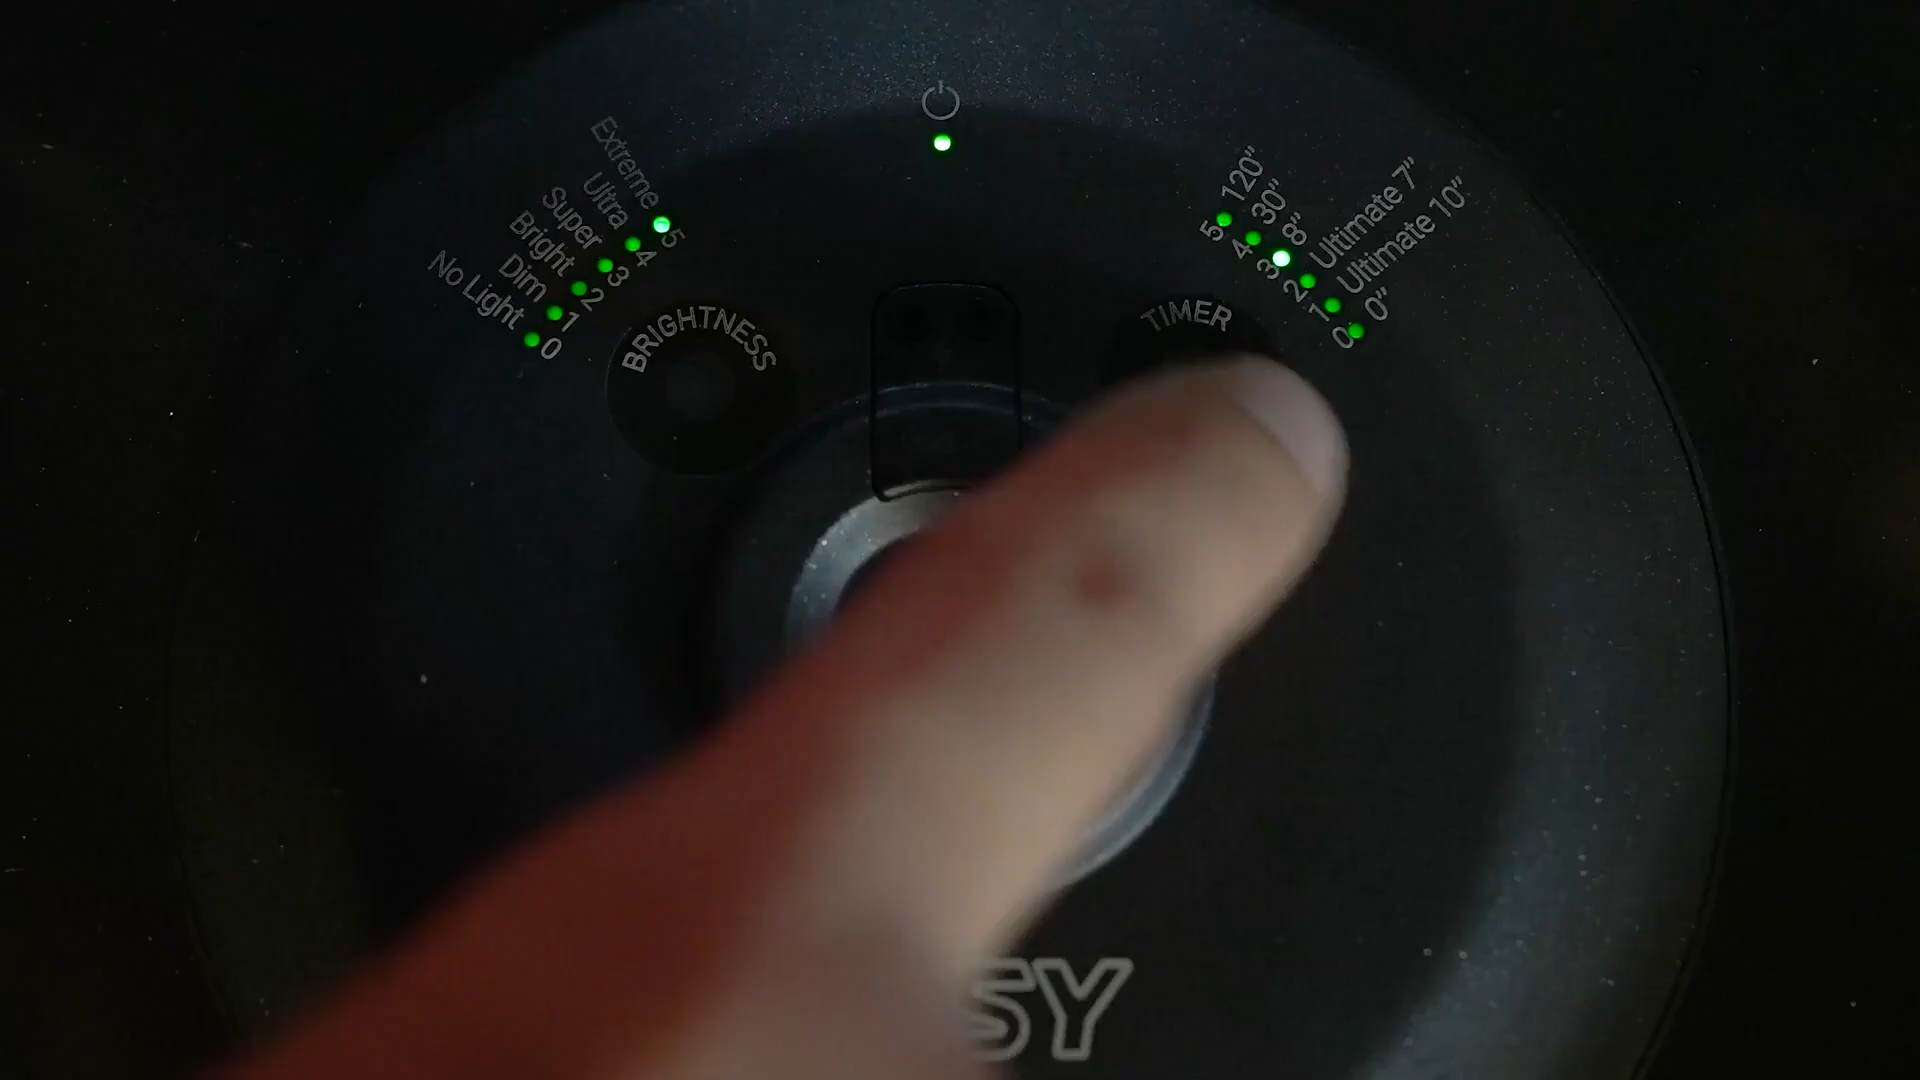 Extreme
Ultra
Super
Bright
Dim
No Light
5
4
3
2
1
0
BRIGHTNESS
TIMER
120"
30"
8"
Ultimate 7"
Ultimate 10"
0"
5
4
3
2
1
0
SY